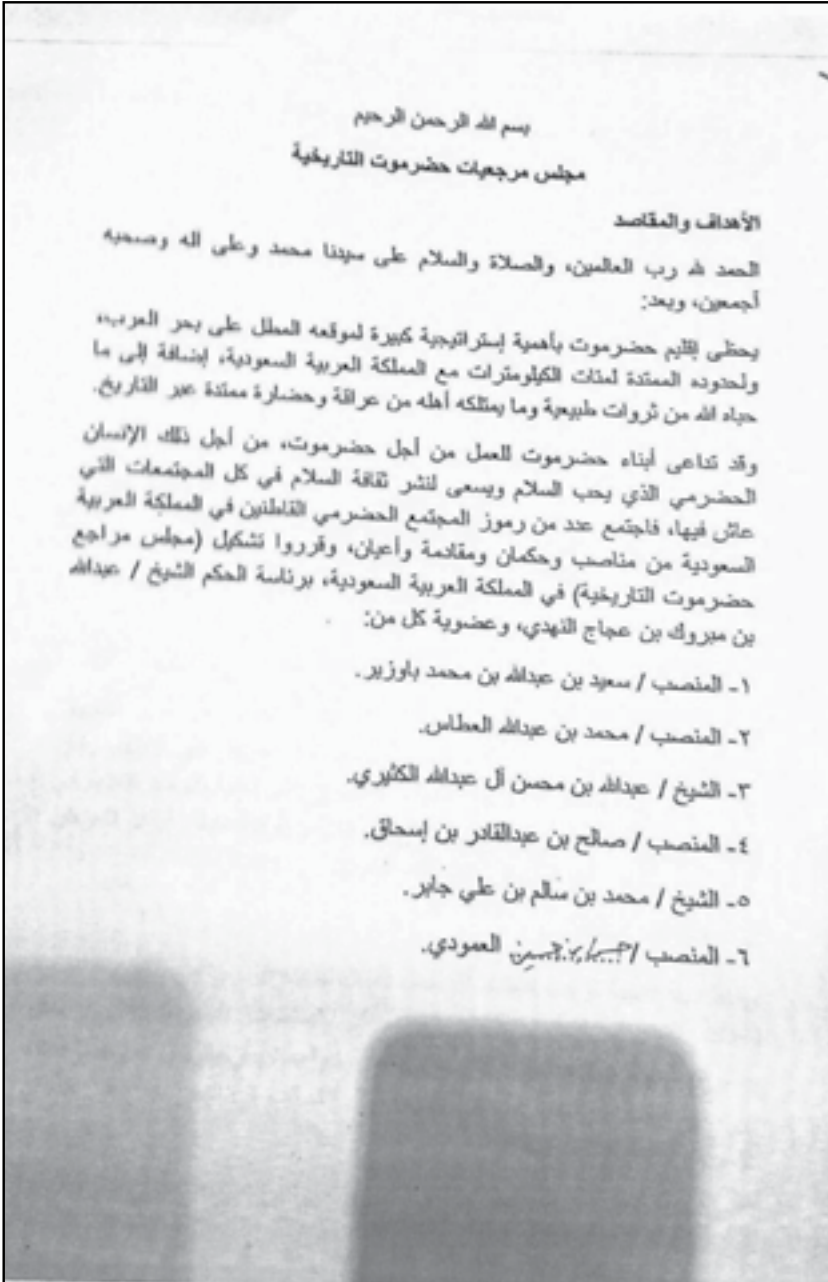 بسم الله الرحمن الرحيم
مجلس مرجعيات حضرموت التاريخية
الأهداف والمقاصد
الحمد لله رب العالمين، والصلاة والسلام على سيدنا محمد وعلى آله وصحبه
أجمعين، وبعد:
يحظى إقليم حضرموت بأهمية إستراتيجية كبيرة لموقعه المطل على بحر العرب،
ولحدوده الممتدة لمئات الكيلومترات مع المملكة العربية السعودية، إضافة إلى ما
حباه الله من ثروات طبيعية وما يمتلكه أهله من عراقة وحضارة ممتدة عبر التاريخ.
وقد تداعى أبناء حضرموت للعمل من أجل حضرموت، من أجل ذلك الإنسان
الحضرمي الذي يحب السلام ويسعى لنشر ثقافة السلام في كل المجتمعات التي
عاش فيها، فاجتمع عدد من رموز المجتمع الحضرمي القاطنين في المملكة العربية
السعودية من مناصب وحكمان ومقادمة وأعيان، وقرروا تشكيل (مجلس مراجع
حضرموت التاريخية) في المملكة العربية السعودية، برئاسة الحكم الشيخ / عبدالله
بن مبروك بن عجاج النهدي، وعضوية كل من:
١- المنصب / سعيد بن عبدالله بن محمد باوزير.
٢- المنصب / محمد بن عبدالله العطاس.
٣- الشيخ / عبدالله بن محسن آل عبدالله الكثيري.
٤- المنصب / صالح بن عبدالقادر بن إسحاق.
٥- الشيخ / محمد بن سالم بن علي جابر.
٦- المنصب / بن حسين العمودي.